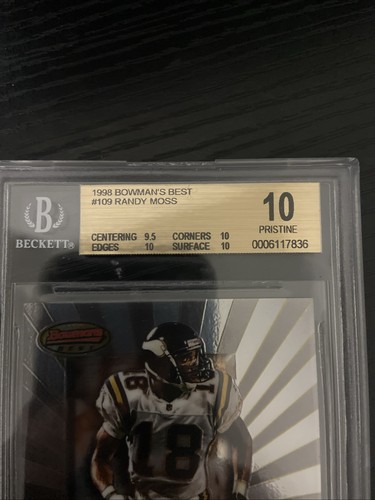 1998 BOWMAN'S BEST
#109 RANDY MOSS
10
PRISTINE
CENTERING 9.5 CORNERS 10
EDGES 10 SURFACE 10
0006117836
B
BECKETT®
Bowman's
BEST
18
18